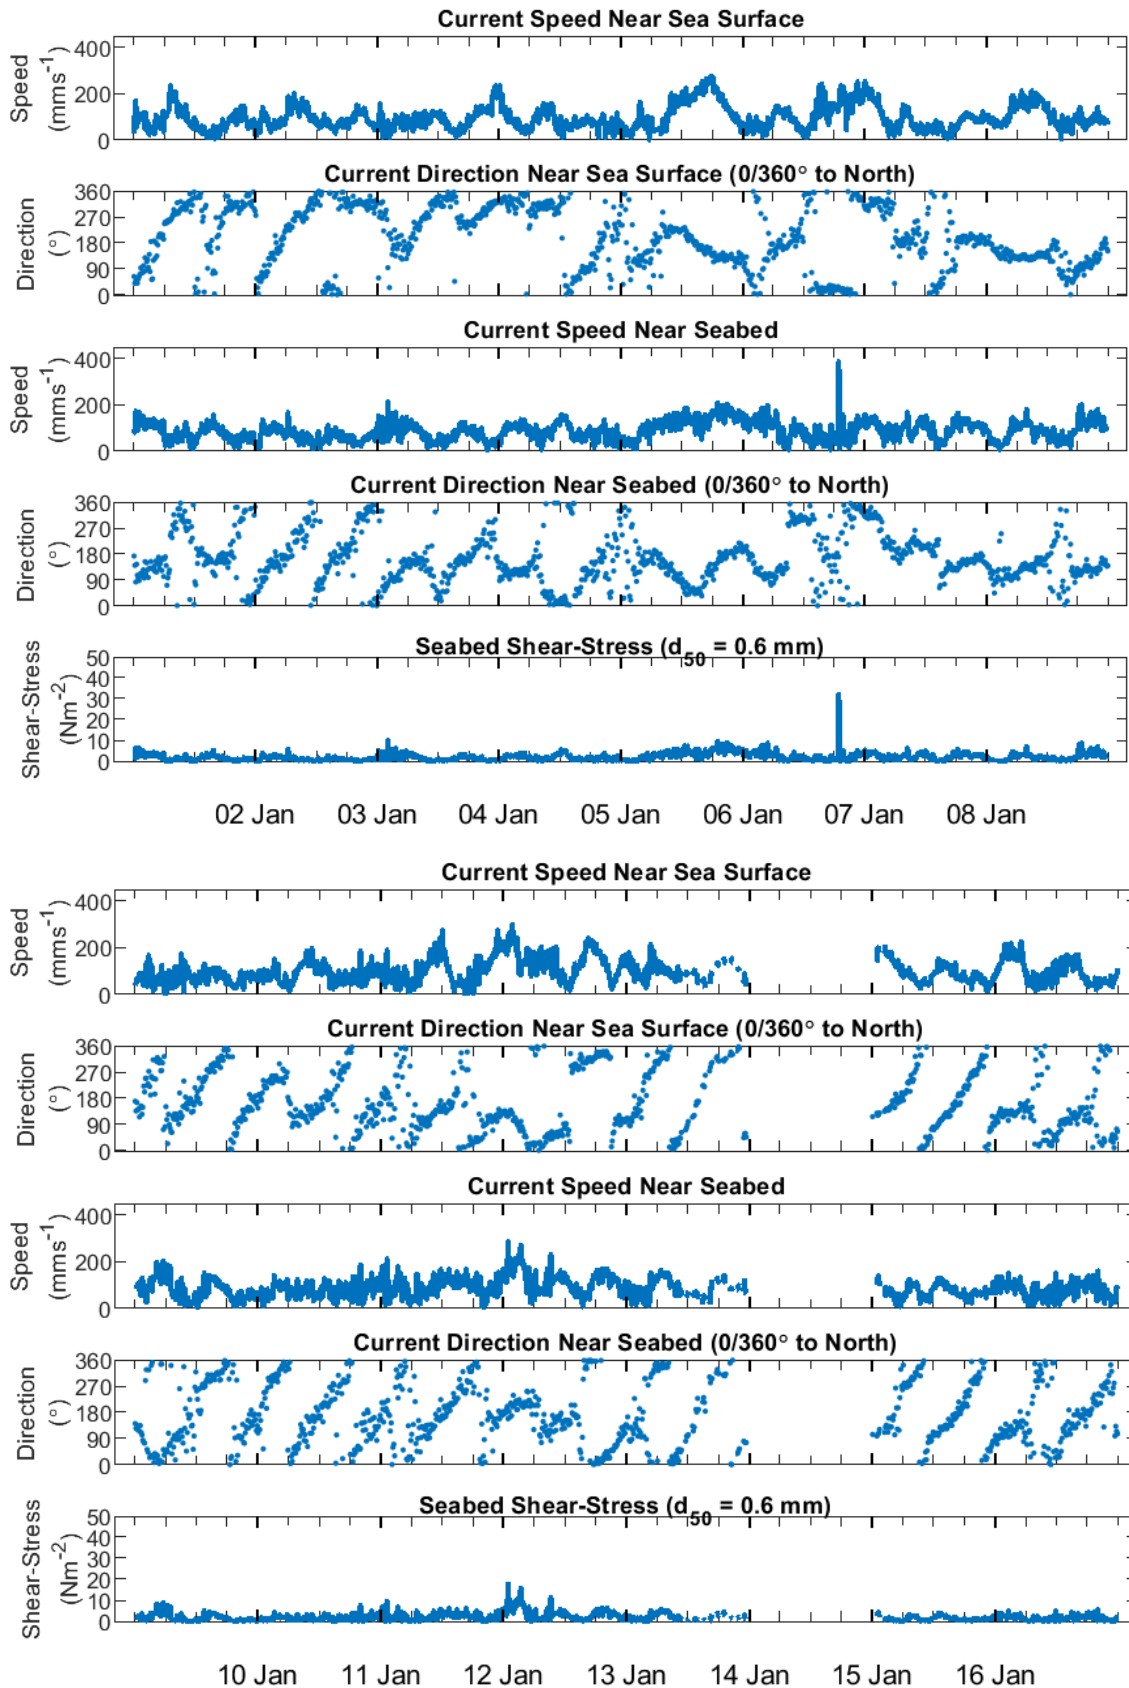 Current Speed Near Sea Surface
Speed
(mms⁻¹)
400
200
0
Current Direction Near Sea Surface (0/360° to North)
Direction
(°)
360
270
180
90
0
Current Speed Near Seabed
Speed
(mms⁻¹)
400
200
0
Current Direction Near Seabed (0/360° to North)
Direction
(°)
360
270
180
90
0
Seabed Shear-Stress (d₅₀ = 0.6 mm)
Shear-Stress
(Nm⁻²)
50
40
30
20
10
0
02 Jan 03 Jan 04 Jan 05 Jan 06 Jan 07 Jan 08 Jan
Current Speed Near Sea Surface
Speed
(mms⁻¹)
400
200
0
Current Direction Near Sea Surface (0/360° to North)
Direction
(°)
360
270
180
90
0
Current Speed Near Seabed
Speed
(mms⁻¹)
400
200
0
Current Direction Near Seabed (0/360° to North)
Direction
(°)
360
270
180
90
0
Seabed Shear-Stress (d₅₀ = 0.6 mm)
Shear-Stress
(Nm⁻²)
50
40
30
20
10
0
10 Jan 11 Jan 12 Jan 13 Jan 14 Jan 15 Jan 16 Jan